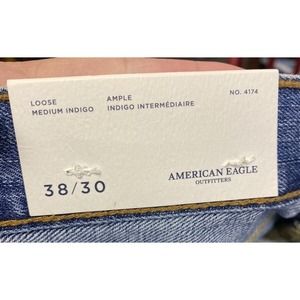 LOOSE
MEDIUM INDIGO
AMPLE
INDIGO INTERMÉDIAIRE
NO. 4174
38/30
AMERICAN EAGLE
OUTFITTERS